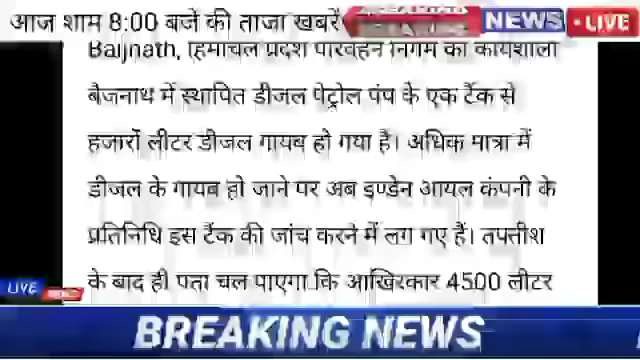 आज शाम 8:00 बजे की ताजा खबरें
BREAKING NEWS • LIVE
Baijnath, हिमाचल प्रदेश परिवहन निगम की कार्यशाला
बैजनाथ में स्थापित डीजल पेट्रोल पंप के एक टैंक से
हजारों लीटर डीजल गायब हो गया है। अधिक मात्रा में
डीजल के गायब हो जाने पर अब इण्डेन आयल कंपनी के
प्रतिनिधि इस टैंक की जांच करने में लग गए हैं। तफ्तीश
के बाद ही पता चल पाएगा कि आखिरकार 4500 लीटर
LIVE
BREAKING NEWS